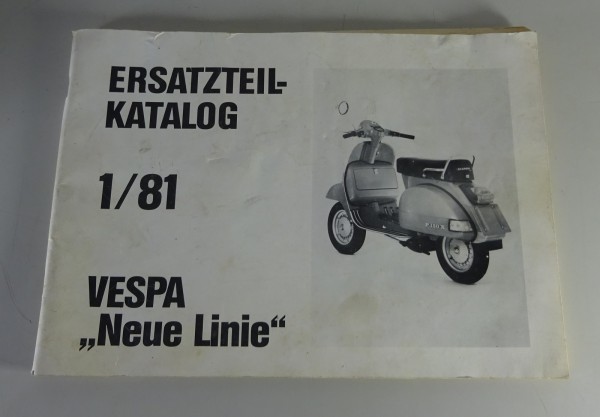 ERSATZTEIL-
KATALOG
1/81
VESPA
„Neue Linie“